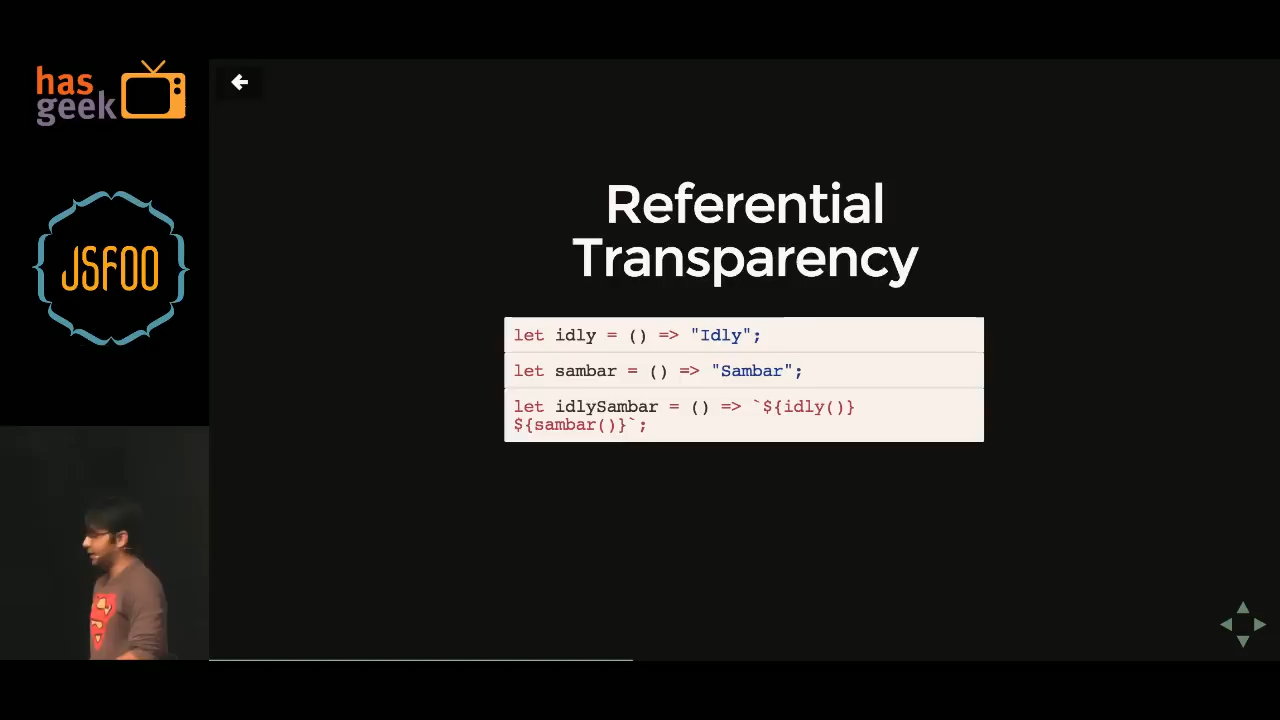 has
geek
JSFOO
Referential
Transparency
let idly = () => "Idly";
let sambar = () => "Sambar";
let idlySambar = () => `${idly()}
${sambar()}`;